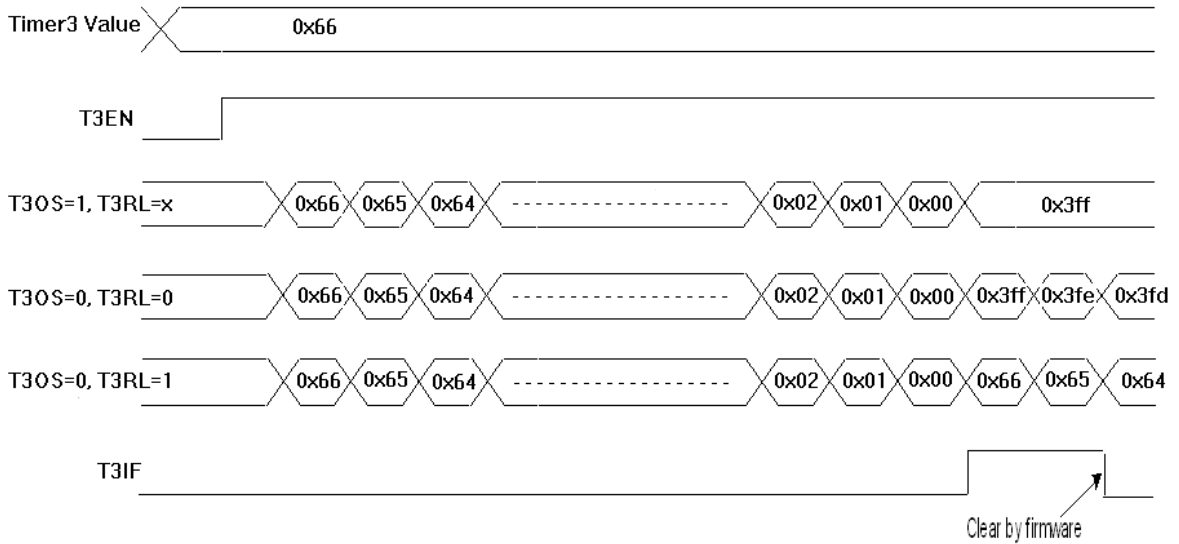 Timer3 Value 0x66
T3EN
T3OS=1, T3RL=x 0x66 0x65 0x64 0x02 0x01 0x00 0x3ff
T3OS=0, T3RL=0 0x66 0x65 0x64 0x02 0x01 0x00 0x3ff 0x3fe 0x3fd
T3OS=0, T3RL=1 0x66 0x65 0x64 0x02 0x01 0x00 0x66 0x65 0x64
T3IF
Clear by firmware